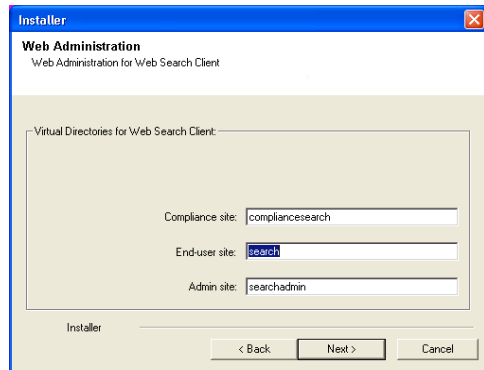 Installer
Web Administration
Web Administration for Web Search Client
Virtual Directories for Web Search Client:
Compliance site: compliancesearch
End-user site: search
Admin site: searchadmin
Installer
< Back Next > Cancel